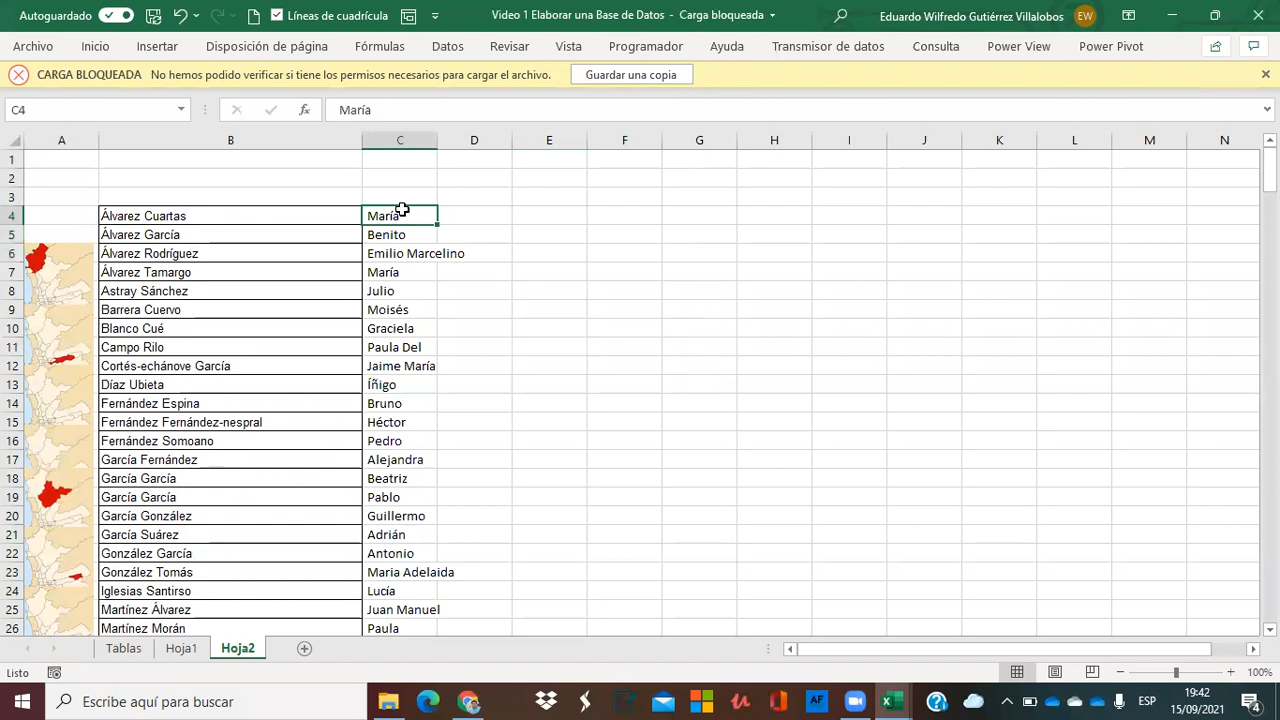 Autoguardado Líneas de cuadrícula Video 1 Elaborar una Base de Datos - Carga bloqueada Eduardo Wilfredo Gutiérrez Villalobos EW
Archivo Inicio Insertar Disposición de página Fórmulas Datos Revisar Vista Programador Ayuda Transmisor de datos Consulta Power View Power Pivot
CARGA BLOQUEADA No hemos podido verificar si tiene los permisos necesarios para cargar el archivo. Guardar una copia
C4 fx María
A B C D E F G H I J K L M N
1
2
3
4 Álvarez Cuartas María
5 Álvarez García Benito
6 Álvarez Rodríguez Emilio Marcelino
7 Álvarez Tamargo María
8 Astray Sánchez Julio
9 Barrera Cuervo Moisés
10 Blanco Cué Graciela
11 Campo Rilo Paula Del
12 Cortés-echánove García Jaime María
13 Díaz Ubieta Íñigo
14 Fernández Espina Bruno
15 Fernández Fernández-nespral Héctor
16 Fernández Somoano Pedro
17 García Fernández Alejandra
18 García García Beatriz
19 García García Pablo
20 García González Guillermo
21 García Suárez Adrián
22 González García Antonio
23 González Tomás Maria Adelaida
24 Iglesias Santirso Lucía
25 Martínez Álvarez Juan Manuel
26 Martínez Morán Paula
Tablas Hoja1 Hoja2
Listo 100%
Escribe aquí para buscar AF ESP 19:42
15/09/2021 4